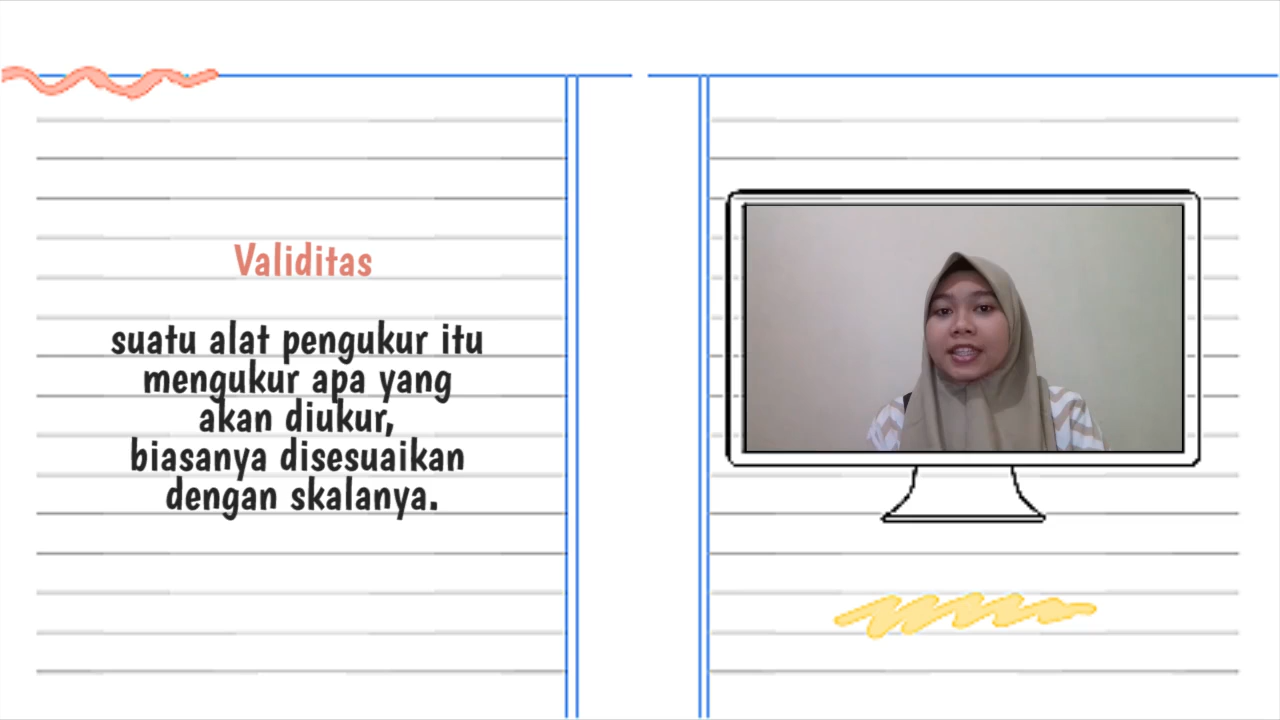 Validitas
suatu alat pengukur itu
mengukur apa yang
akan diukur,
biasanya disesuaikan
dengan skalanya.